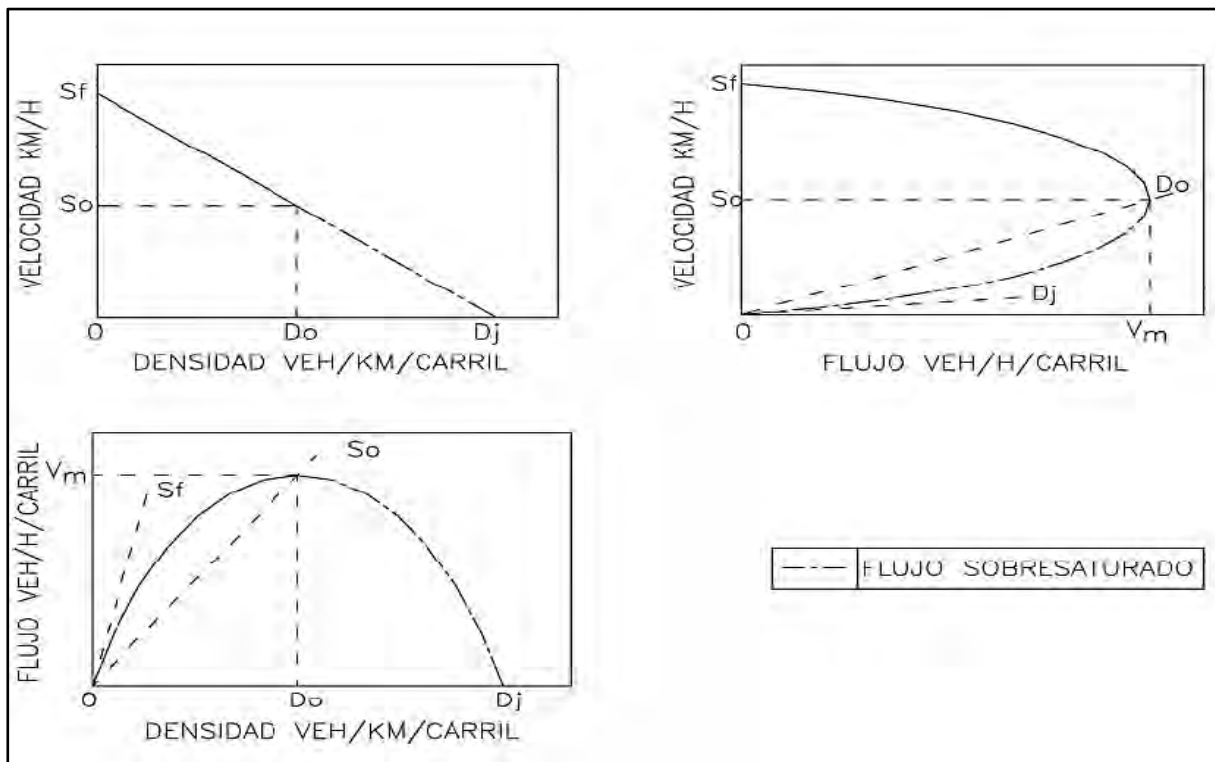 VELOCIDAD KM/H
Sf
So
O
Do
Dj
DENSIDAD VEH/KM/CARRIL
VELOCIDAD KM/H
Sf
So
Do
Dj
O
Vm
FLUJO VEH/H/CARRIL
FLUJO VEH/H/CARRIL
Vm
Sf
So
O
Do
Dj
DENSIDAD VEH/KM/CARRIL
FLUJO SOBRESATURADO